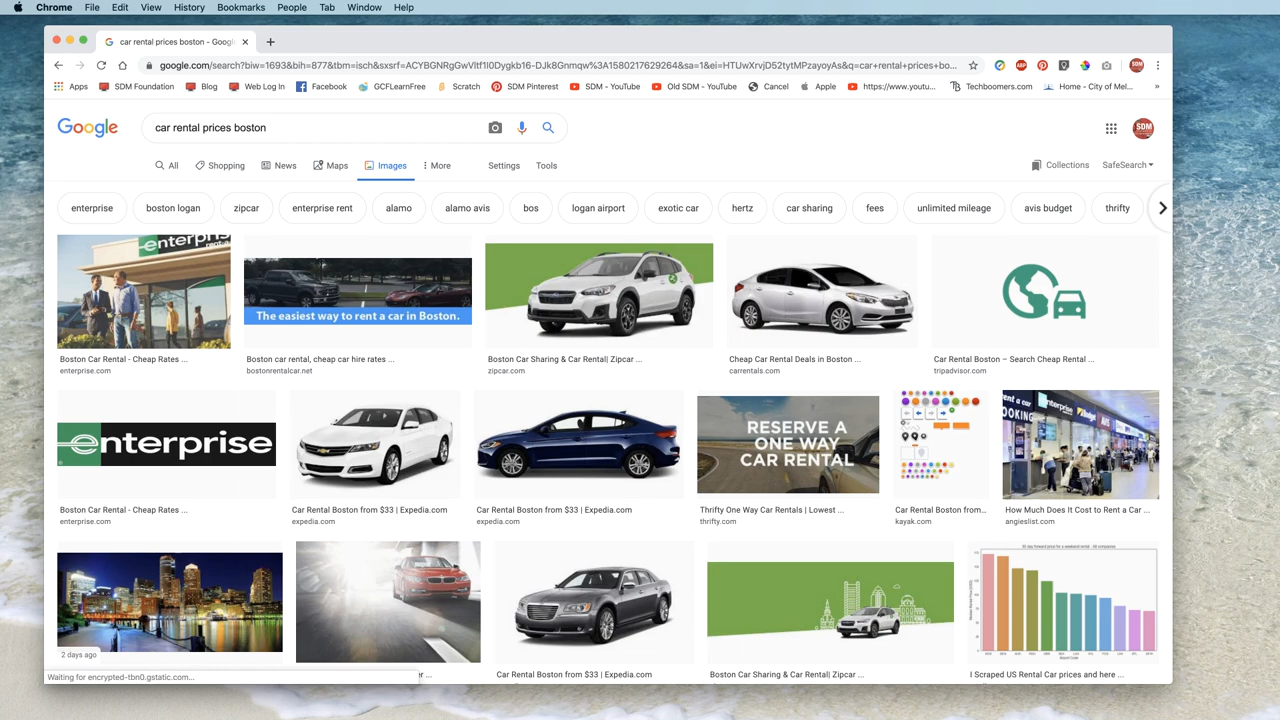 Chrome File Edit View History Bookmarks People Tab Window Help
car rental prices boston - Googl
google.com/search?biw=1693&bih=877&tbm=isch&sxsrf=ACYBGNRgGwVltf1I0Dygkb16-DJk8Gnmqw%3A1580217629264&sa=1&ei=HTUwXrvjD52tytMPzayoyAs&q=car+rental+prices+bo...
Apps SDM Foundation Blog Web Log In Facebook GCFLearnFree Scratch SDM Pinterest SDM - YouTube Old SDM - YouTube Cancel Apple https://www.youtu... Techboomers.com Home - City of Mel... »
Google car rental prices boston SDM
All Shopping News Maps Images More Settings Tools Collections SafeSearch
enterprise boston logan zipcar enterprise rent alamo alamo avis bos logan airport exotic car hertz car sharing fees unlimited mileage avis budget thrifty
enterprise
rent-a
The easiest way to rent a car in Boston.
Boston Car Rental - Cheap Rates ... Boston car rental, cheap car hire rates ... Boston Car Sharing & Car Rental| Zipcar ... Cheap Car Rental Deals in Boston ... Car Rental Boston – Search Cheap Rental ...
enterprise.com bostonrentalcar.net zipcar.com carrentals.com tripadvisor.com
enterprise
RESERVE A
ONE WAY
CAR RENTAL
enterprise Budget AVIS
Boston Car Rental - Cheap Rates ... Car Rental Boston from $33 | Expedia.com Car Rental Boston from $33 | Expedia.com Thrifty One Way Car Rentals | Lowest ... Car Rental Boston from... How Much Does It Cost to Rent a Car ...
enterprise.com expedia.com expedia.com thrifty.com kayak.com angieslist.com
2 days ago
Waiting for encrypted-tbn0.gstatic.com...
er ... Car Rental Boston from $33 | Expedia.com Boston Car Sharing & Car Rental| Zipcar ... I Scraped US Rental Car prices and here ...